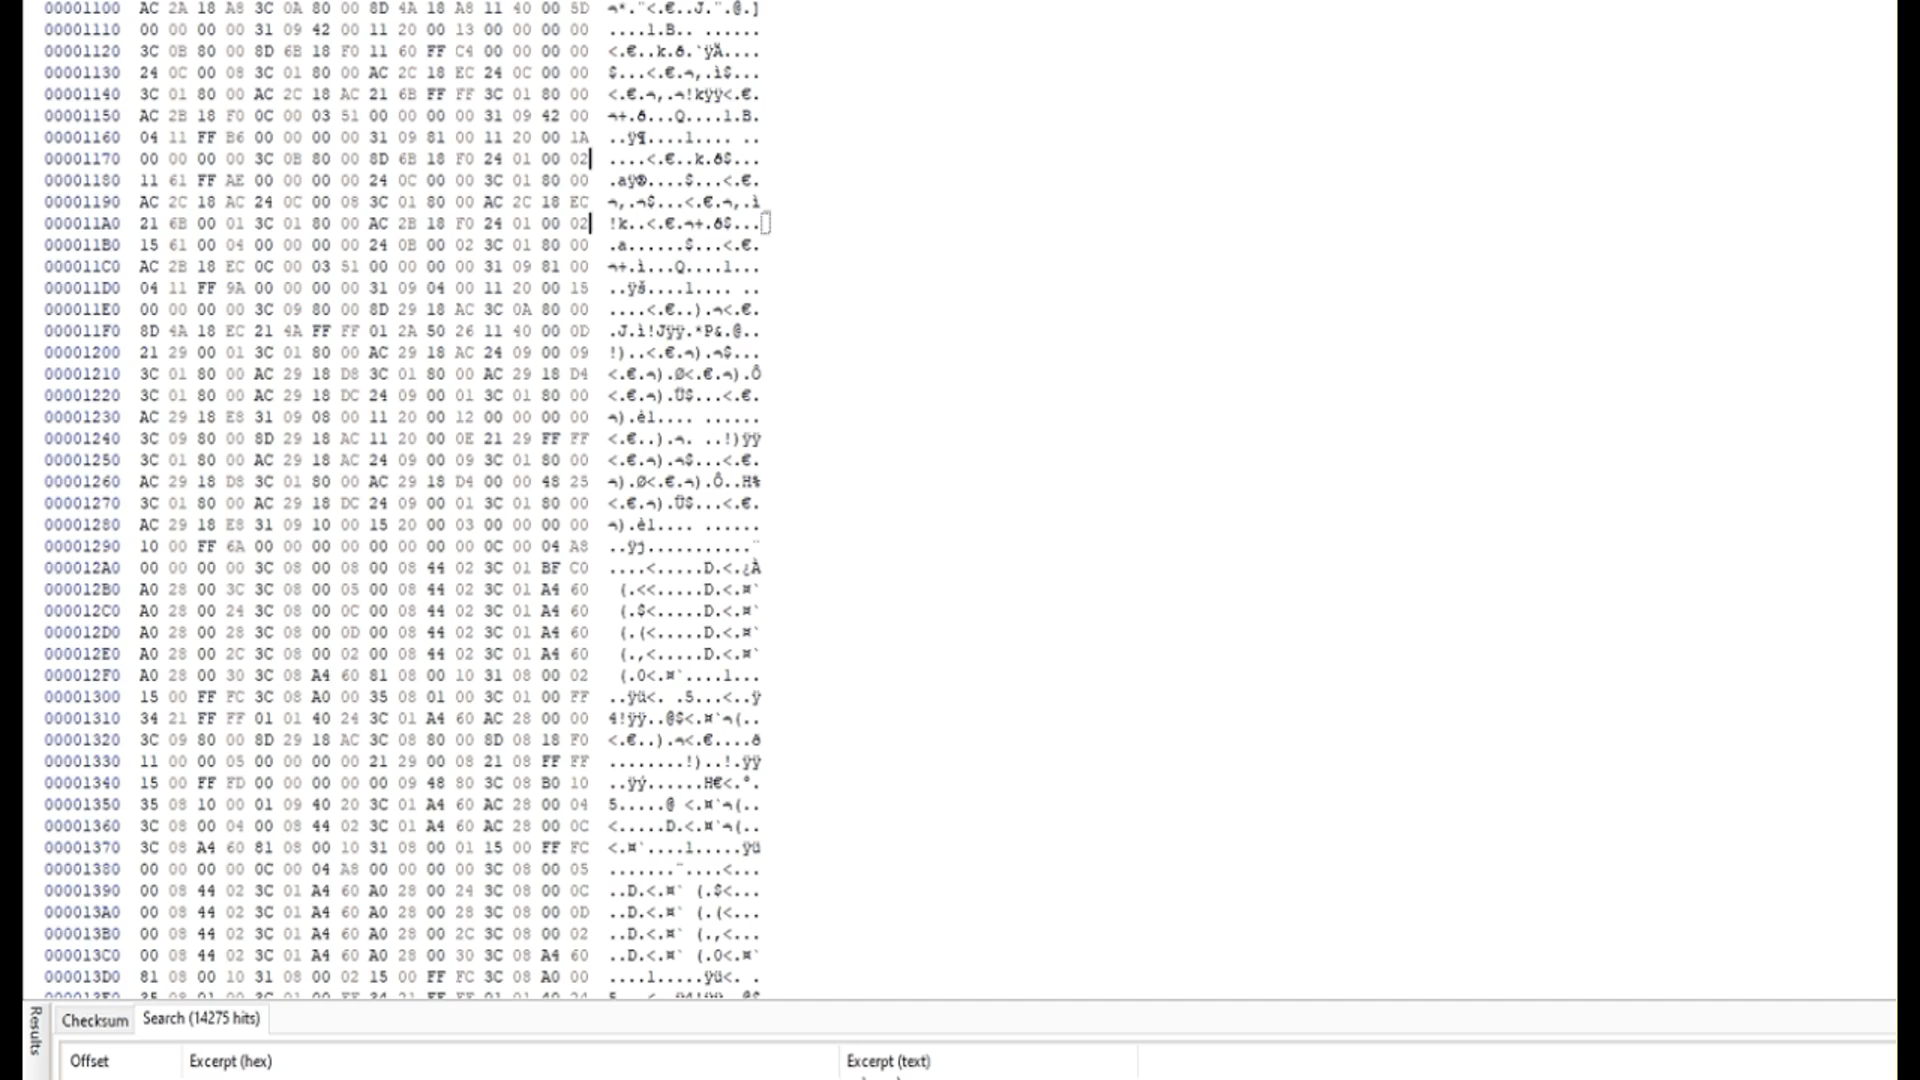 00001100 AC 2A 18 A8 3C 0A 80 00 8D 4A 18 A8 11 40 00 5D ¬*.¨<.€..J.¨.@.]
00001110 00 00 00 00 31 09 42 00 11 20 00 13 00 00 00 00 ....1.B.. ......
00001120 3C 0B 80 00 8D 6B 18 F0 11 60 FF C4 00 00 00 00 <.€..k.ð.`ÿÄ....
00001130 24 0C 00 08 3C 01 80 00 AC 2C 18 EC 24 0C 00 00 $...<.€.¬,.ì$...
00001140 3C 01 80 00 AC 2C 18 AC 21 6B FF FF 3C 01 80 00 <.€.¬,.¬!kÿÿ<.€.
00001150 AC 2B 18 F0 0C 00 03 51 00 00 00 00 31 09 42 00 ¬+.ð...Q....1.B.
00001160 04 11 FF B6 00 00 00 00 31 09 81 00 11 20 00 1A ..ÿ¶....1.... ..
00001170 00 00 00 00 3C 0B 80 00 8D 6B 18 F0 24 01 00 02 ....<.€..k.ð$...
00001180 11 61 FF AE 00 00 00 00 24 0C 00 00 3C 01 80 00 .aÿ®....$...<.€.
00001190 AC 2C 18 AC 24 0C 00 08 3C 01 80 00 AC 2C 18 EC ¬,.¬$...<.€.¬,.ì
000011A0 21 6B 00 01 3C 01 80 00 AC 2B 18 F0 24 01 00 02 !k..<.€.¬+.ð$...
000011B0 15 61 00 04 00 00 00 00 24 0B 00 02 3C 01 80 00 .a......$...<.€.
000011C0 AC 2B 18 EC 0C 00 03 51 00 00 00 00 31 09 81 00 ¬+.ì...Q....1...
000011D0 04 11 FF 9A 00 00 00 00 31 09 04 00 11 20 00 15 ..ÿš....1.... ..
000011E0 00 00 00 00 3C 09 80 00 8D 29 18 AC 3C 0A 80 00 ....<.€..).¬<.€.
000011F0 8D 4A 18 EC 21 4A FF FF 01 2A 50 26 11 40 00 0D .J.ì!Jÿÿ.*P&.@..
00001200 21 29 00 01 3C 01 80 00 AC 29 18 AC 24 09 00 09 !)..<.€.¬).¬$...
00001210 3C 01 80 00 AC 29 18 D8 3C 01 80 00 AC 29 18 D4 <.€.¬).Ø<.€.¬).Ô
00001220 3C 01 80 00 AC 29 18 DC 24 09 00 01 3C 01 80 00 <.€.¬).Ü$...<.€.
00001230 AC 29 18 E8 31 09 08 00 11 20 00 12 00 00 00 00 ¬).è1.... ......
00001240 3C 09 80 00 8D 29 18 AC 11 20 00 0E 21 29 FF FF <.€..).¬. ..!)ÿÿ
00001250 3C 01 80 00 AC 29 18 AC 24 09 00 09 3C 01 80 00 <.€.¬).¬$...<.€.
00001260 AC 29 18 D8 3C 01 80 00 AC 29 18 D4 00 00 48 25 ¬).Ø<.€.¬).Ô..H%
00001270 3C 01 80 00 AC 29 18 DC 24 09 00 01 3C 01 80 00 <.€.¬).Ü$...<.€.
00001280 AC 29 18 E8 31 09 10 00 15 20 00 03 00 00 00 00 ¬).è1.... ......
00001290 10 00 FF 6A 00 00 00 00 00 00 00 00 0C 00 04 A8 ..ÿj...........¨
000012A0 00 00 00 00 3C 08 00 08 00 08 44 02 3C 01 BF C0 ....<.....D.<.¿À
000012B0 A0 28 00 3C 3C 08 00 05 00 08 44 02 3C 01 A4 60 (.<<.....D.<.¤`
000012C0 A0 28 00 24 3C 08 00 0C 00 08 44 02 3C 01 A4 60 (.$<.....D.<.¤`
000012D0 A0 28 00 28 3C 08 00 0D 00 08 44 02 3C 01 A4 60 (.(<.....D.<.¤`
000012E0 A0 28 00 2C 3C 08 00 02 00 08 44 02 3C 01 A4 60 (.,<.....D.<.¤`
000012F0 A0 28 00 30 3C 08 A4 60 81 08 00 10 31 08 00 02 (.0<.¤`....1...
00001300 15 00 FF FC 3C 08 A0 00 35 08 01 00 3C 01 00 FF ..ÿü<. .5...<..ÿ
00001310 34 21 FF FF 01 01 40 24 3C 01 A4 60 AC 28 00 00 4!ÿÿ..@$<.¤`¬(..
00001320 3C 09 80 00 8D 29 18 AC 3C 08 80 00 8D 08 18 F0 <.€..).¬<.€....ð
00001330 11 00 00 05 00 00 00 00 21 29 00 08 21 08 FF FF ........!)..!.ÿÿ
00001340 15 00 FF FD 00 00 00 00 00 09 48 80 3C 08 B0 10 ..ÿý......H€<.°.
00001350 35 08 10 00 01 09 40 20 3C 01 A4 60 AC 28 00 04 5.....@ <.¤`¬(..
00001360 3C 08 00 04 00 08 44 02 3C 01 A4 60 AC 28 00 0C <.....D.<.¤`¬(..
00001370 3C 08 A4 60 81 08 00 10 31 08 00 01 15 00 FF FC <.¤`....1.....ÿü
00001380 00 00 00 00 0C 00 04 A8 00 00 00 00 3C 08 00 05 .......¨....<...
00001390 00 08 44 02 3C 01 A4 60 A0 28 00 24 3C 08 00 0C ..D.<.¤` (.$<...
000013A0 00 08 44 02 3C 01 A4 60 A0 28 00 28 3C 08 00 0D ..D.<.¤` (.(<...
000013B0 00 08 44 02 3C 01 A4 60 A0 28 00 2C 3C 08 00 02 ..D.<.¤` (.,<...
000013C0 00 08 44 02 3C 01 A4 60 A0 28 00 30 3C 08 A4 60 ..D.<.¤` (.0<.¤`
000013D0 81 08 00 10 31 08 00 02 15 00 FF FC 3C 08 A0 00 ....1.....ÿü<. .
Results
Checksum Search (14275 hits)
Offset Excerpt (hex) Excerpt (text)